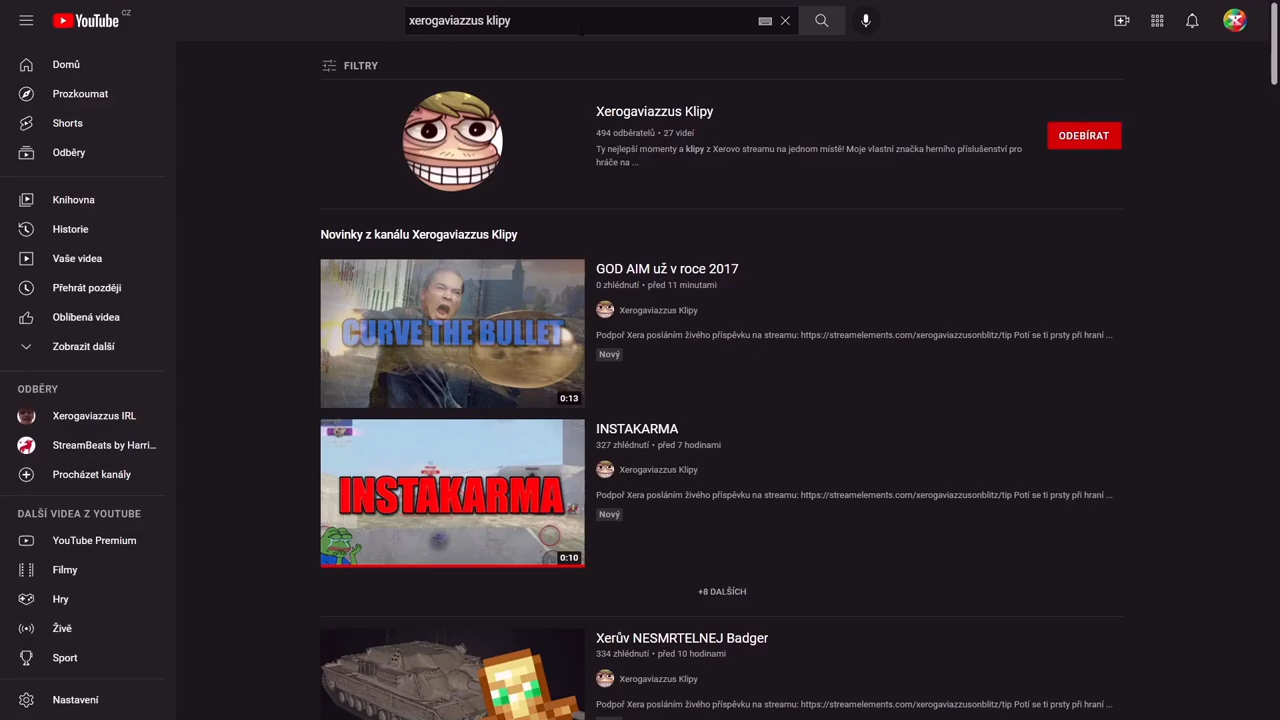 YouTube CZ
xerogaviazzus klipy
Domů
Prozkoumat
Shorts
Odběry
Knihovna
Historie
Vaše videa
Přehrát později
Oblíbená videa
Zobrazit další
ODBĚRY
Xerogaviazzus IRL
StreamBeats by Harri...
Procházet kanály
DALŠÍ VIDEA Z YOUTUBE
YouTube Premium
Filmy
Hry
Živě
Sport
Nastavení
FILTRY
Xerogaviazzus Klipy
494 odběratelů • 27 videí
Ty nejlepší momenty a klipy z Xerovo streamu na jednom místě! Moje vlastní značka herního příslušenství pro
hráče na ...
ODEBÍRAT
Novinky z kanálu Xerogaviazzus Klipy
CURVE THE BULLET
0:13
GOD AIM už v roce 2017
0 zhlédnutí • před 11 minutami
Xerogaviazzus Klipy
Podpoř Xera posláním živého příspěvku na streamu: https://streamelements.com/xerogaviazzusonblitz/tip Potí se ti prsty při hraní ...
Nový
INSTAKARMA
0:10
INSTAKARMA
327 zhlédnutí • před 7 hodinami
Xerogaviazzus Klipy
Podpoř Xera posláním živého příspěvku na streamu: https://streamelements.com/xerogaviazzusonblitz/tip Potí se ti prsty při hraní ...
Nový
+8 DALŠÍCH
Xerův NESMRTELNEJ Badger
334 zhlédnutí • před 10 hodinami
Xerogaviazzus Klipy
Podpoř Xera posláním živého příspěvku na streamu: https://streamelements.com/xerogaviazzusonblitz/tip Potí se ti prsty při hraní ...